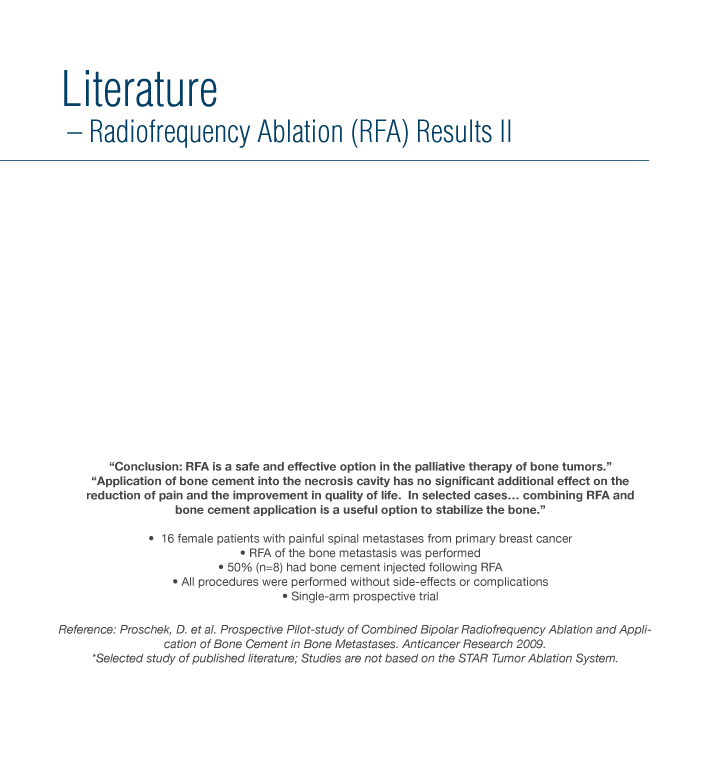 Literature
– Radiofrequency Ablation (RFA) Results II
“Conclusion: RFA is a safe and effective option in the palliative therapy of bone tumors.”
“Application of bone cement into the necrosis cavity has no significant additional effect on the
reduction of pain and the improvement in quality of life.  In selected cases… combining RFA and
bone cement application is a useful option to stabilize the bone.”
•  16 female patients with painful spinal metastases from primary breast cancer
• RFA of the bone metastasis was performed
• 50% (n=8) had bone cement injected following RFA
• All procedures were performed without side-effects or complications
• Single-arm prospective trial
Reference: Proschek, D. et al. Prospective Pilot-study of Combined Bipolar Radiofrequency Ablation and Appli-
cation of Bone Cement in Bone Metastases. Anticancer Research 2009.
*Selected study of published literature; Studies are not based on the STAR Tumor Ablation System.